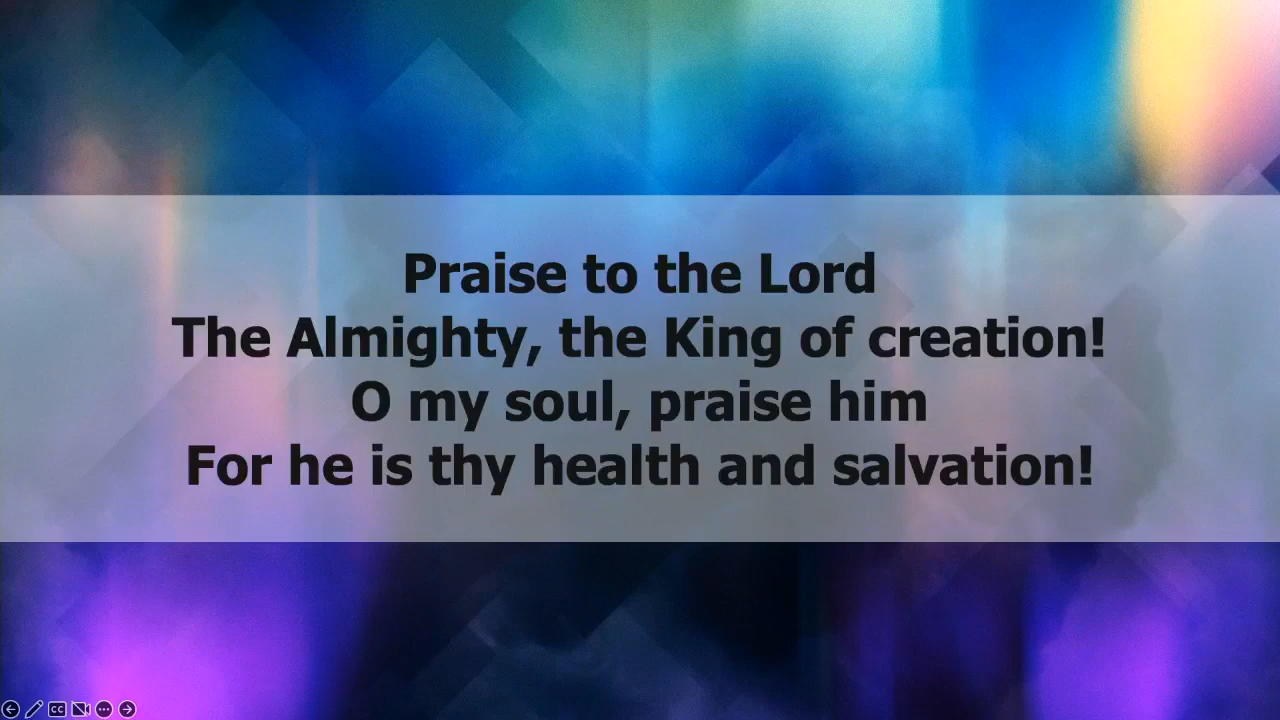 Praise to the Lord
The Almighty, the King of creation!
O my soul, praise him
For he is thy health and salvation!
CC